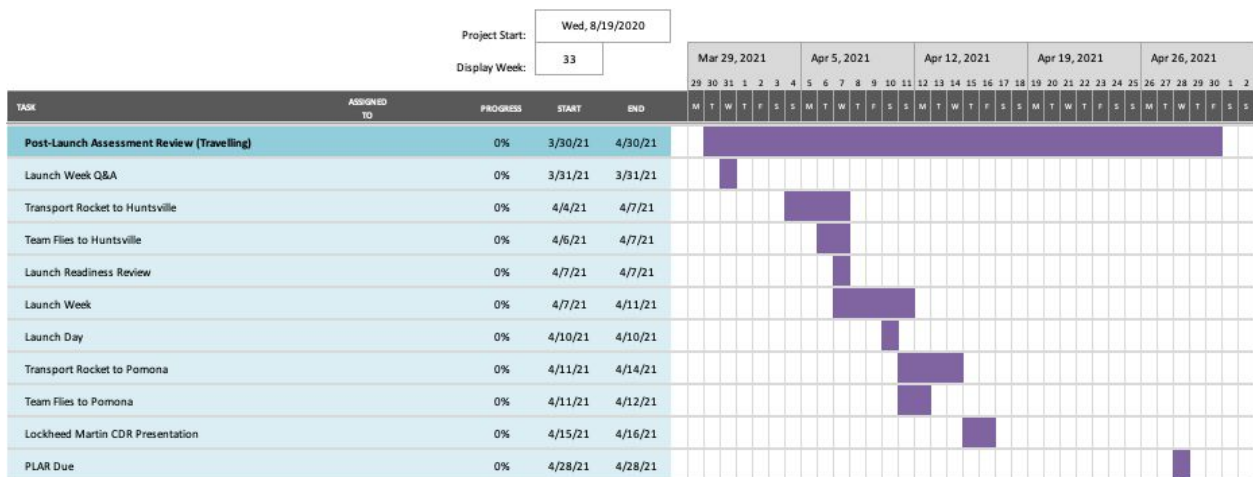 Project Start: Wed, 8/19/2020
Display Week: 33
Mar 29, 2021 Apr 5, 2021 Apr 12, 2021 Apr 19, 2021 Apr 26, 2021
29 30 31 1 2 3 4 5 6 7 8 9 10 11 12 13 14 15 16 17 18 19 20 21 22 23 24 25 26 27 28 29 30 1 2
TASK ASSIGNED TO PROGRESS START END M T W T F S S M T W T F S S M T W T F S S M T W T F S S M T W T F S S
Post-Launch Assessment Review (Travelling) 0% 3/30/21 4/30/21
Launch Week Q&A 0% 3/31/21 3/31/21
Transport Rocket to Huntsville 0% 4/4/21 4/7/21
Team Flies to Huntsville 0% 4/6/21 4/7/21
Launch Readiness Review 0% 4/7/21 4/7/21
Launch Week 0% 4/7/21 4/11/21
Launch Day 0% 4/10/21 4/10/21
Transport Rocket to Pomona 0% 4/11/21 4/14/21
Team Flies to Pomona 0% 4/11/21 4/12/21
Lockheed Martin CDR Presentation 0% 4/15/21 4/16/21
PLAR Due 0% 4/28/21 4/28/21